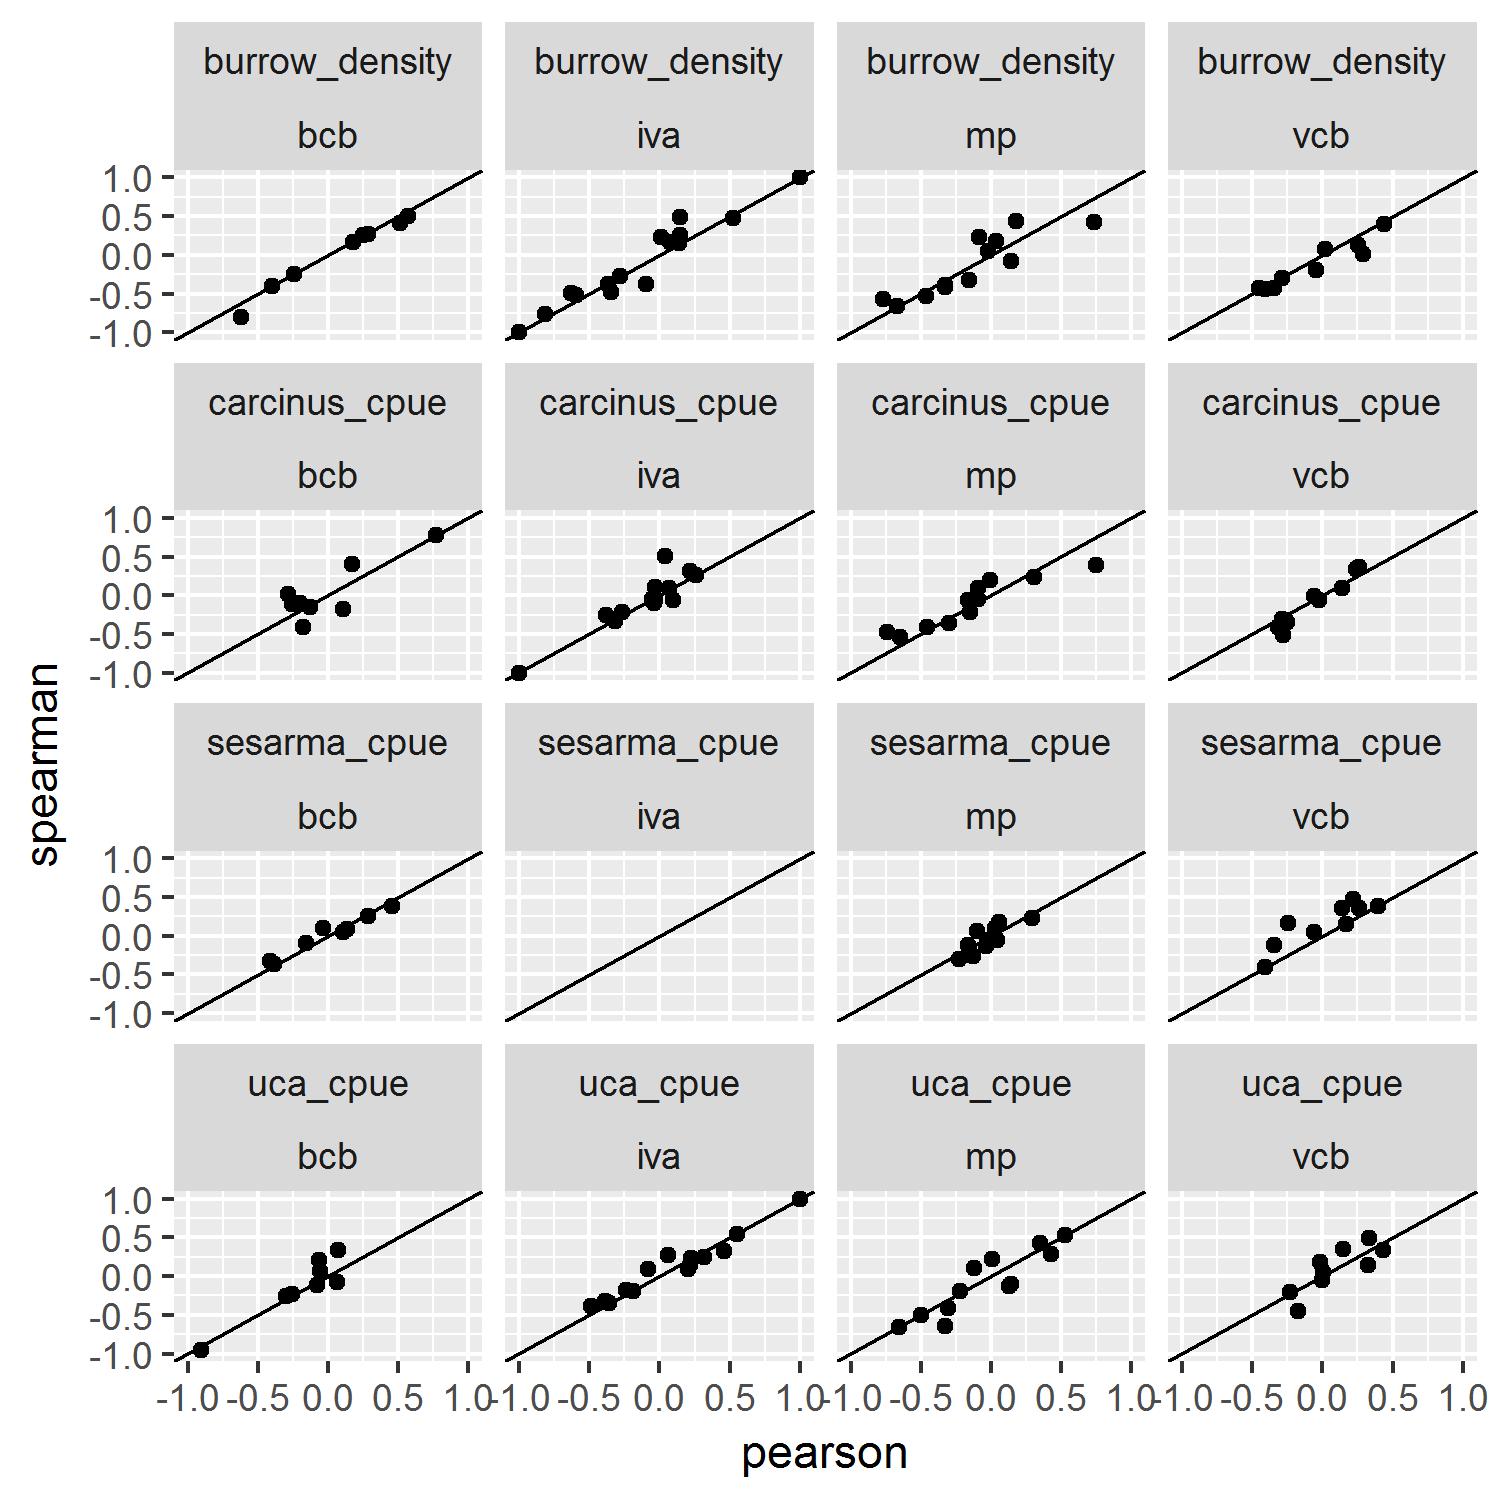 burrow_density burrow_density burrow_density burrow_density
bcb iva mp vcb
1.0
0.5
0.0
-0.5
-1.0
carcinus_cpue carcinus_cpue carcinus_cpue carcinus_cpue
bcb iva mp vcb
1.0
0.5
0.0
-0.5
-1.0
sesarma_cpue sesarma_cpue sesarma_cpue sesarma_cpue
bcb iva mp vcb
1.0
0.5
0.0
-0.5
-1.0
uca_cpue uca_cpue uca_cpue uca_cpue
bcb iva mp vcb
1.0
0.5
0.0
-0.5
-1.0
-1.0 -0.5 0.0 0.5 1.0 -1.0 -0.5 0.0 0.5 1.0 -1.0 -0.5 0.0 0.5 1.0 -1.0 -0.5 0.0 0.5 1.0
pearson
spearman